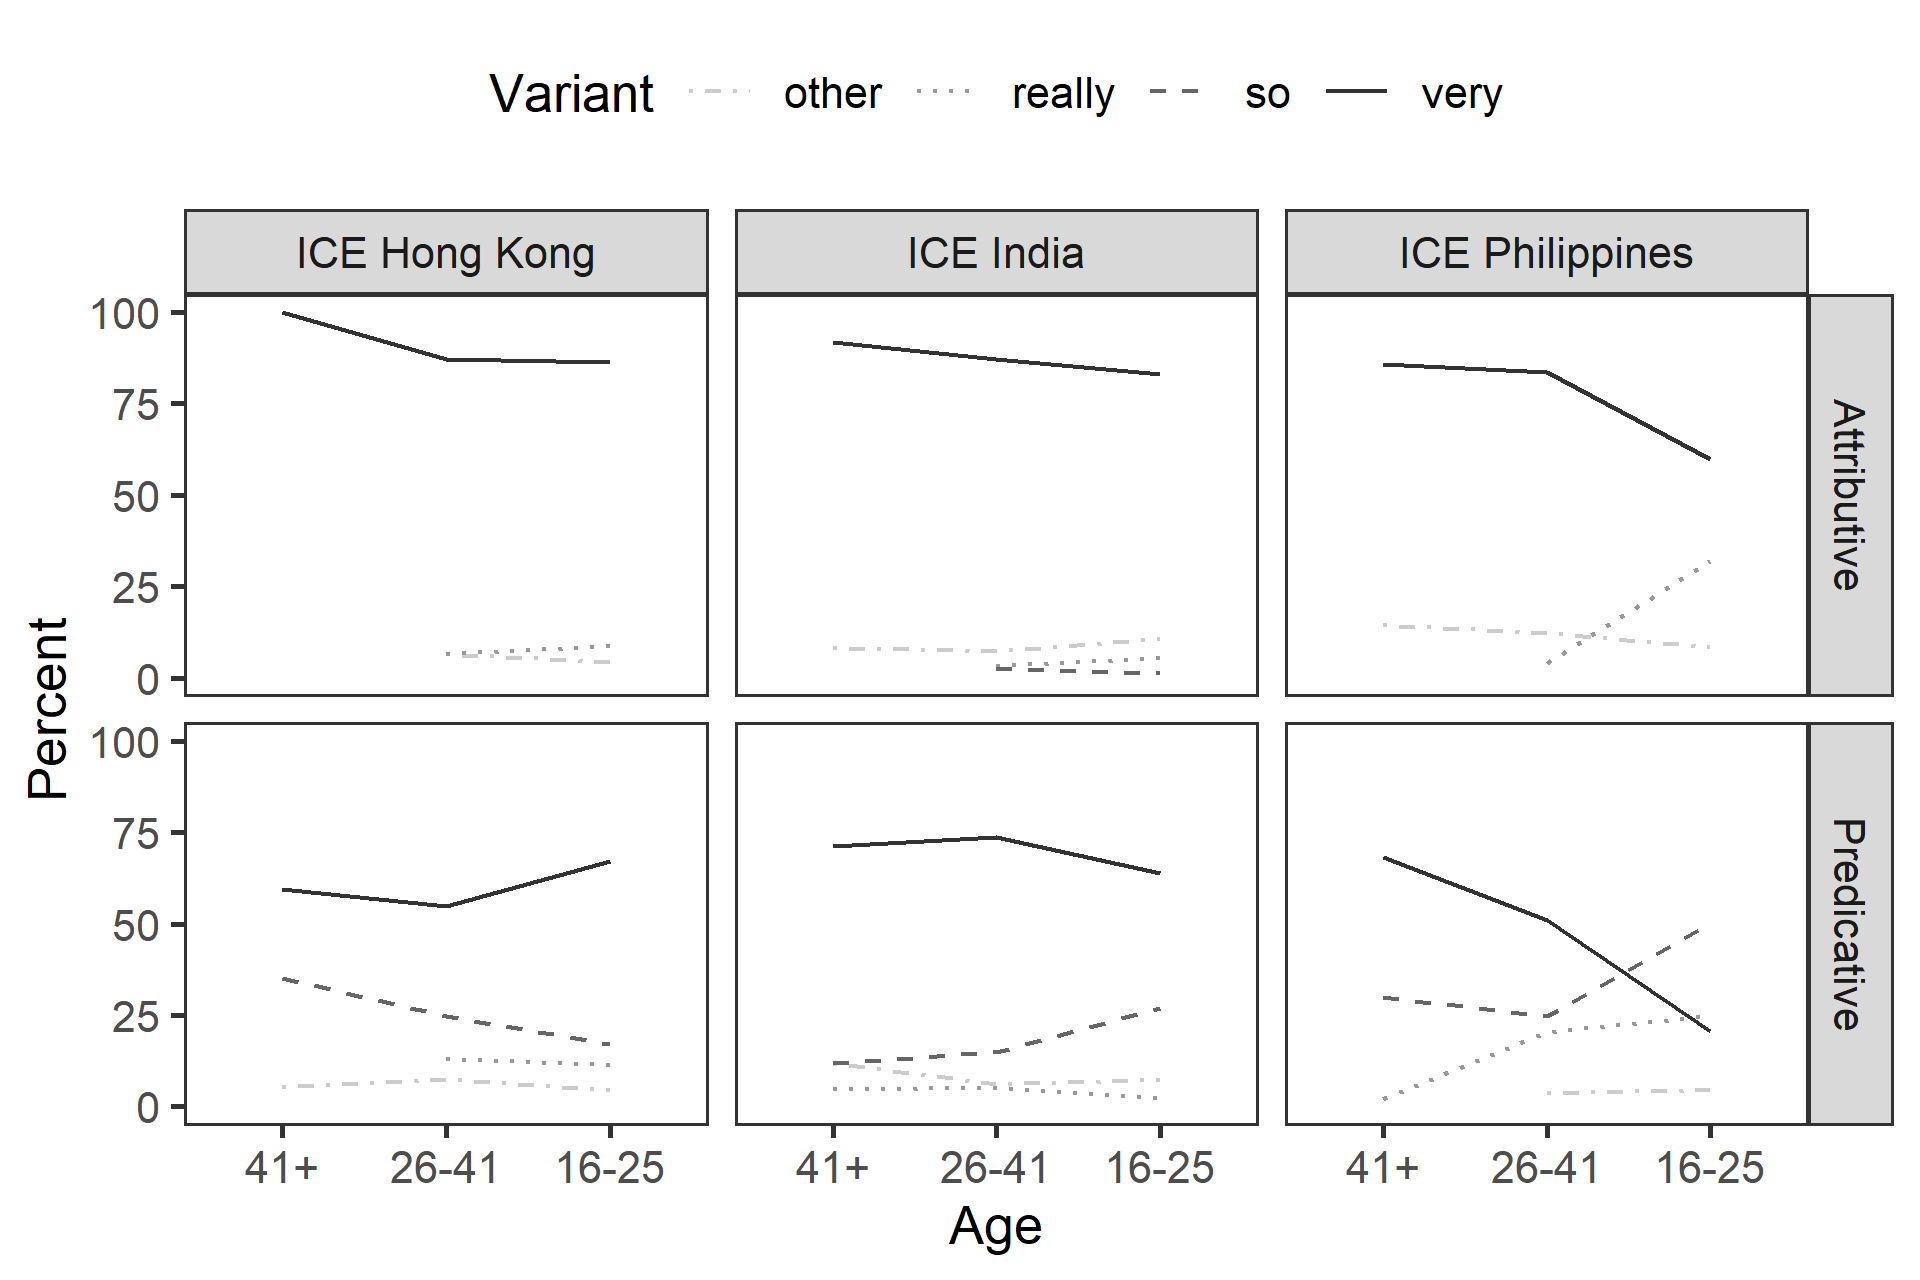 Variant other really so very
ICE Hong Kong ICE India ICE Philippines
Percent
100
75
50
25
0
Attributive
100
75
50
25
0
Predicative
41+ 26-41 16-25 41+ 26-41 16-25 41+ 26-41 16-25
Age